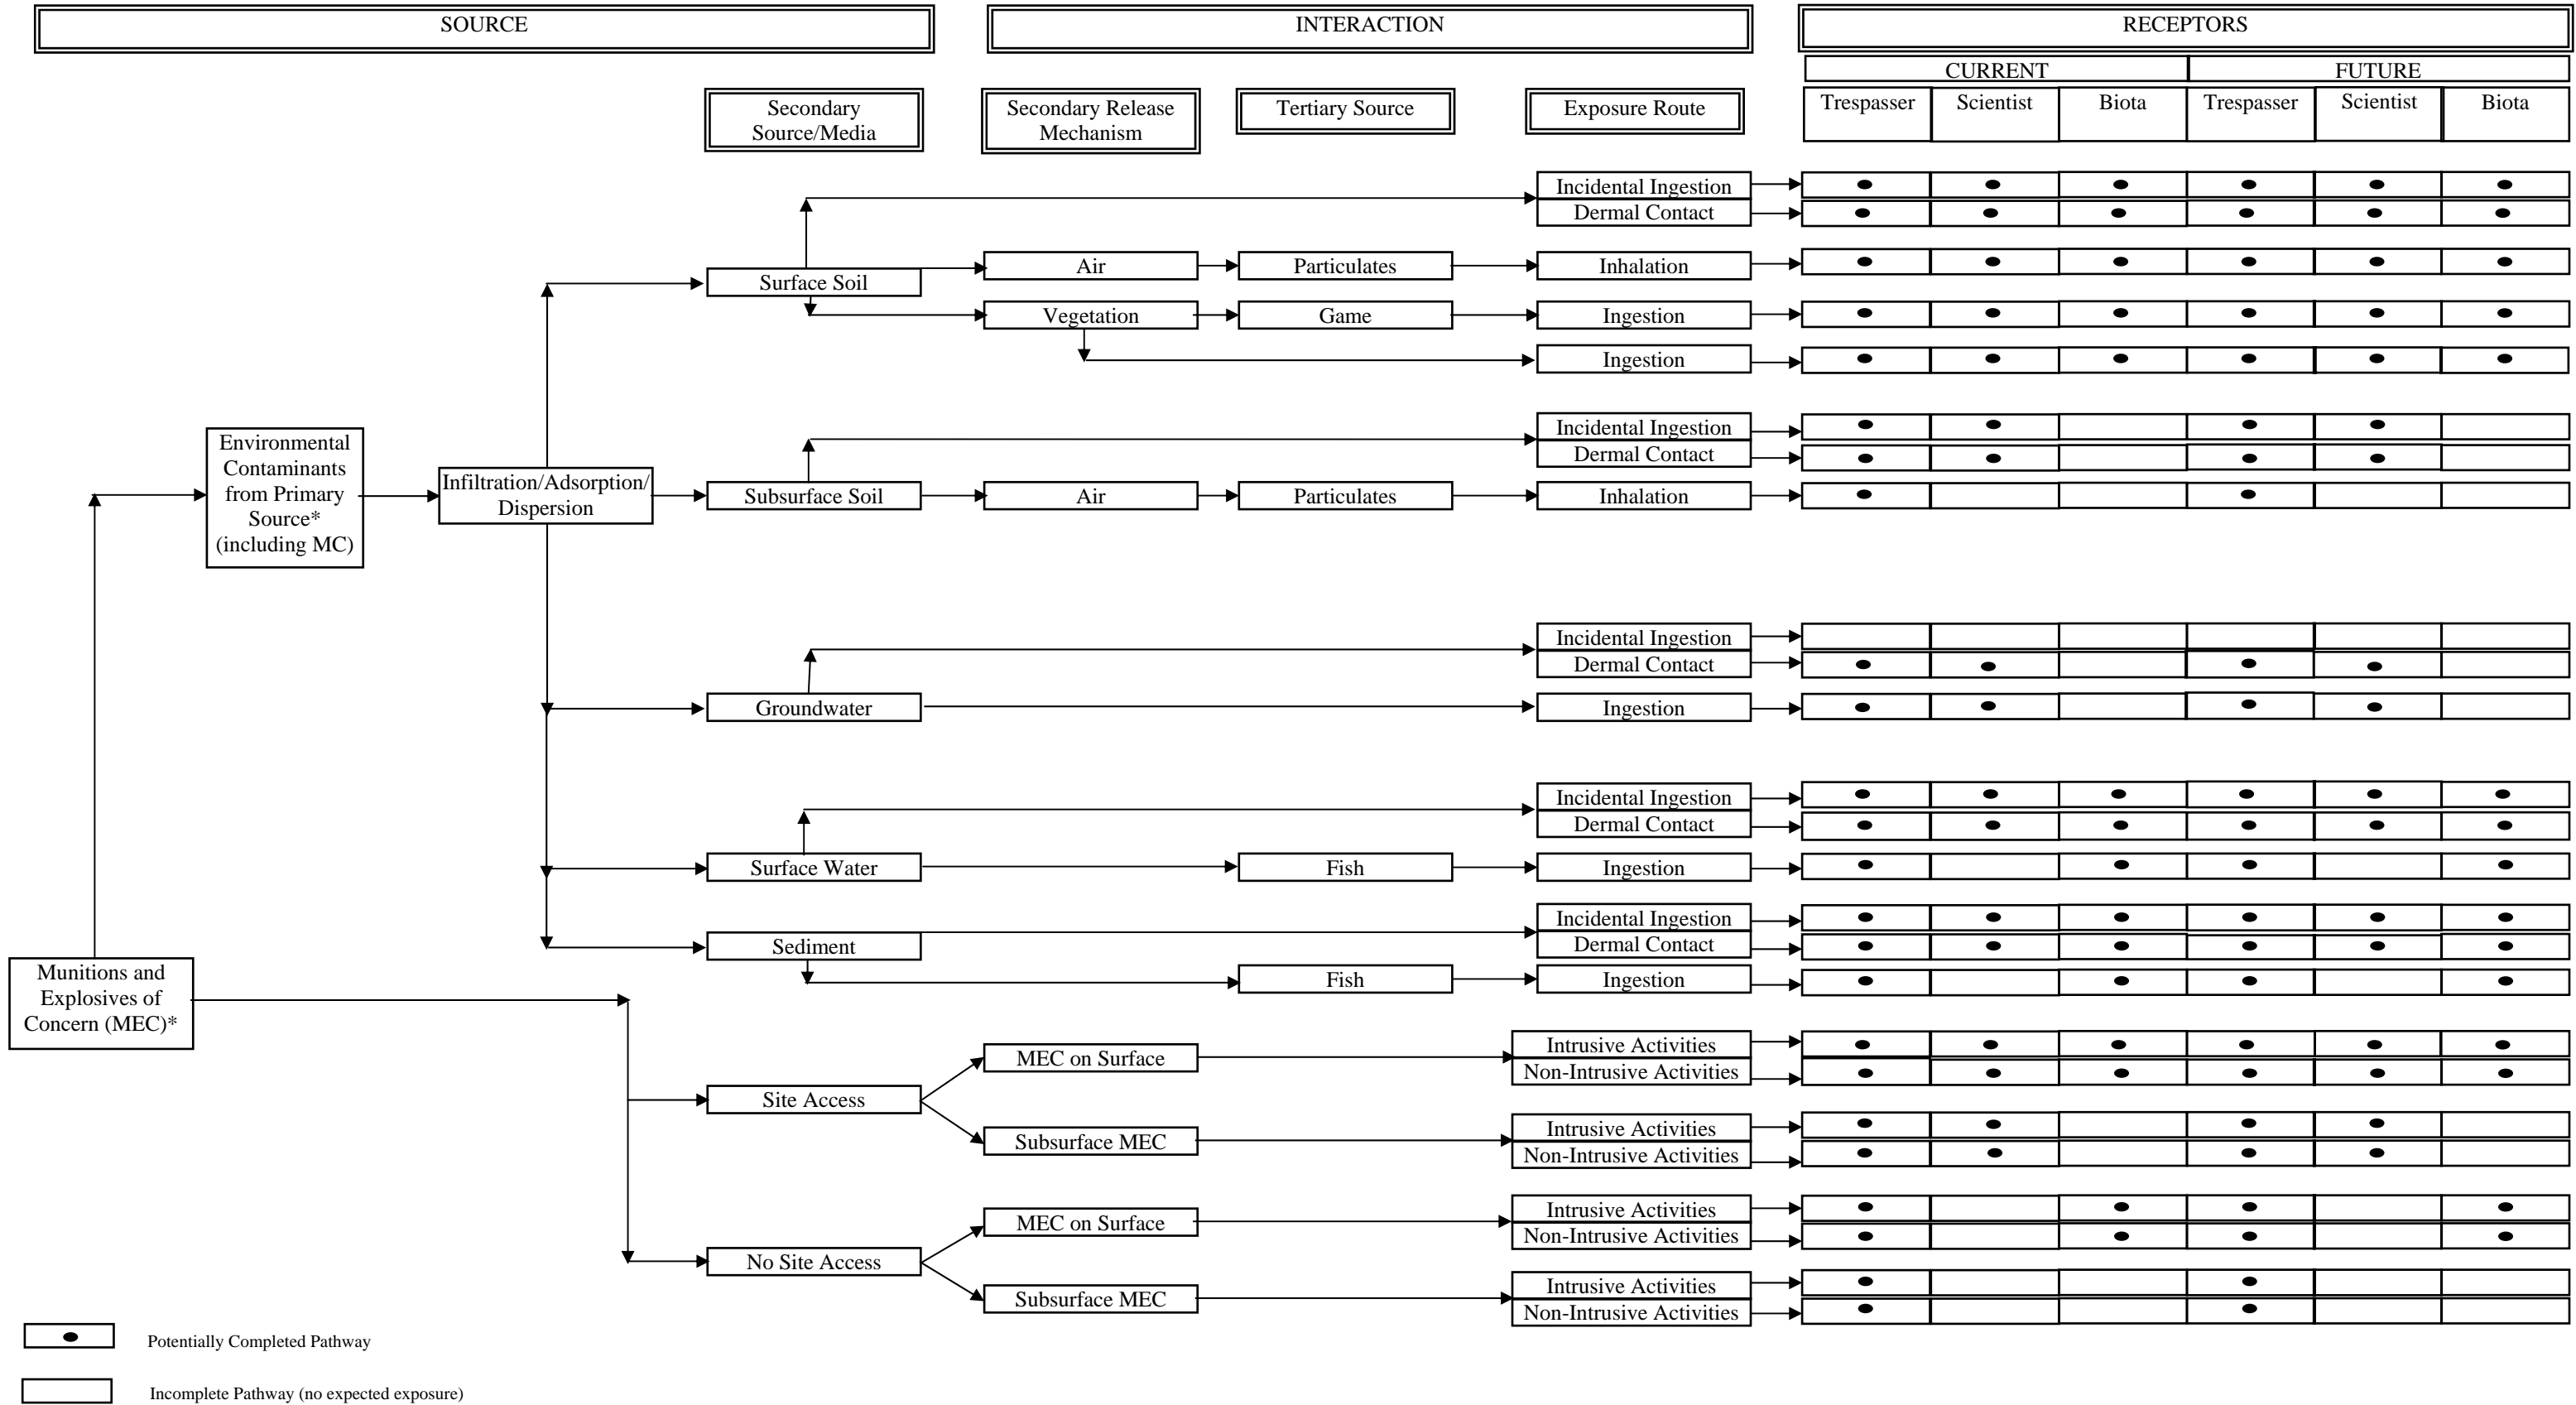 SOURCE
INTERACTION
RECEPTORS
CURRENT
FUTURE
Secondary
Source/Media
Secondary Release
Mechanism
Tertiary Source
Exposure Route
Trespasser
Scientist
Biota
Trespasser
Scientist
Biota
Incidental Ingestion
Dermal Contact
Surface Soil
Air
Particulates
Inhalation
Vegetation
Game
Ingestion
Ingestion
Environmental
Contaminants
from Primary
Source*
(including MC)
Infiltration/Adsorption/
Dispersion
Incidental Ingestion
Dermal Contact
Subsurface Soil
Air
Particulates
Inhalation
Incidental Ingestion
Dermal Contact
Groundwater
Ingestion
Incidental Ingestion
Dermal Contact
Surface Water
Fish
Ingestion
Incidental Ingestion
Dermal Contact
Sediment
Fish
Ingestion
Munitions and
Explosives of
Concern (MEC)*
Site Access
MEC on Surface
Intrusive Activities
Non-Intrusive Activities
Subsurface MEC
Intrusive Activities
Non-Intrusive Activities
No Site Access
MEC on Surface
Intrusive Activities
Non-Intrusive Activities
Subsurface MEC
Intrusive Activities
Non-Intrusive Activities
Potentially Completed Pathway
Incomplete Pathway (no expected exposure)